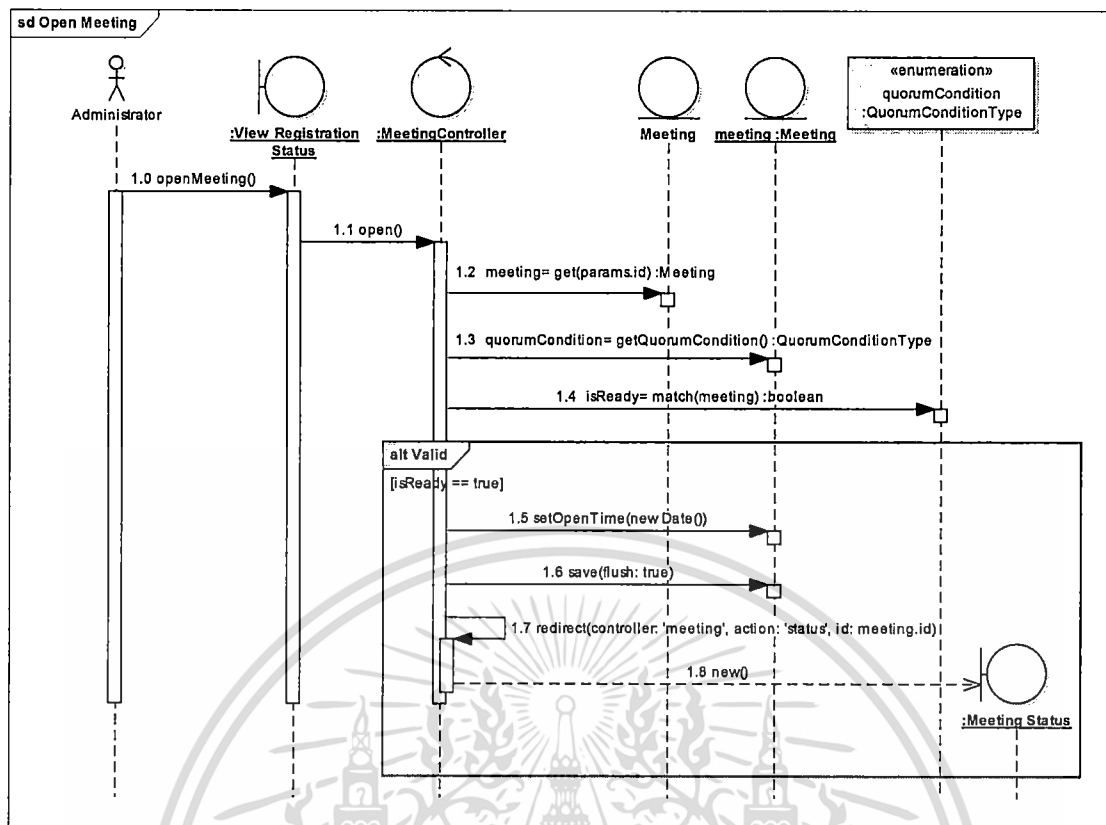 sd Open Meeting
Administrator
:View Registration
Status
:MeetingController
Meeting
meeting :Meeting
«enumeration»
quorumCondition
:QuorumConditionType
1.0 openMeeting()
1.1 open()
1.2 meeting= get(params.id) :Meeting
1.3 quorumCondition= getQuorumCondition() :QuorumConditionType
1.4 isReady= match(meeting) :boolean
alt Valid
[isReady == true]
1.5 setOpenTime(new Date())
1.6 save(flush: true)
1.7 redirect(controller: 'meeting', action: 'status', id: meeting.id)
1.8 new()
:Meeting Status